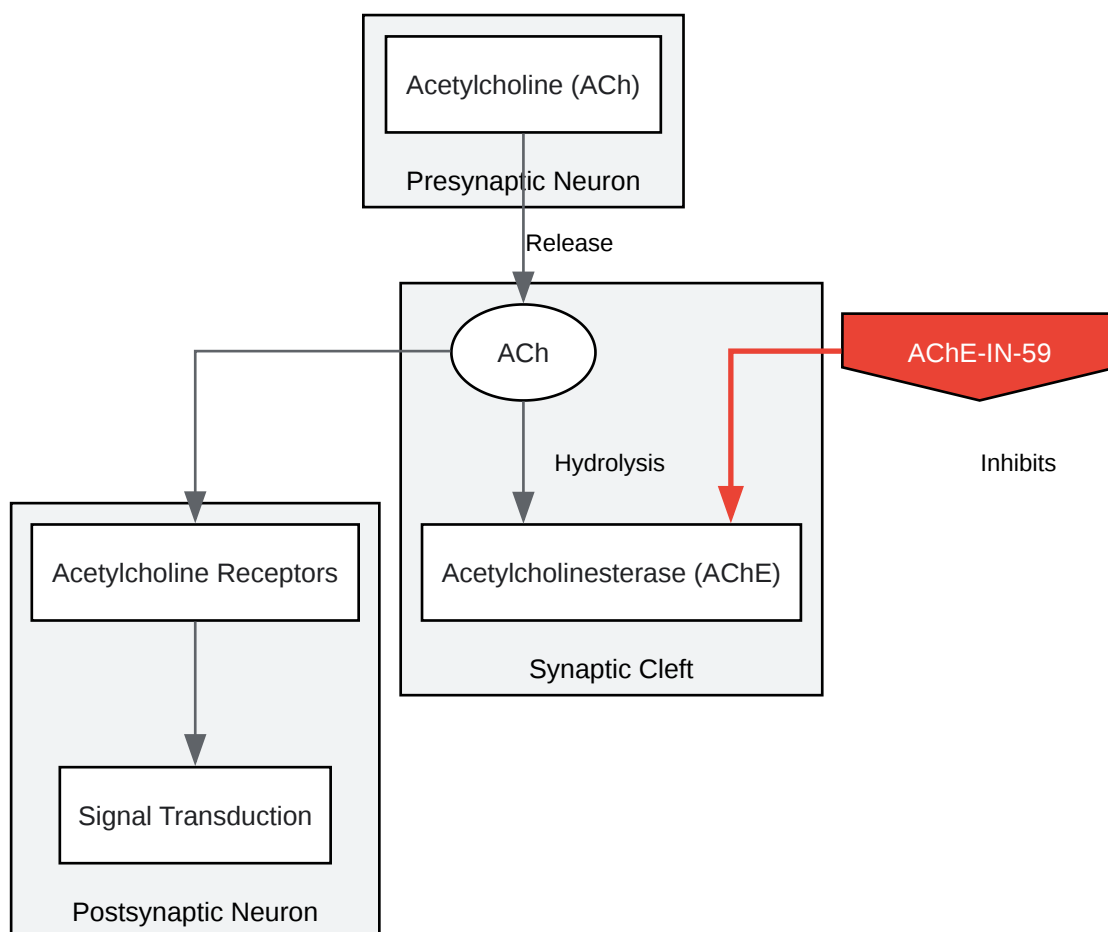 Acetylcholine (ACh)
Presynaptic Neuron
Release
ACh
AChE-IN-59
Hydrolysis
Inhibits
Acetylcholine Receptors
Acetylcholinesterase (AChE)
Synaptic Cleft
Signal Transduction
Postsynaptic Neuron